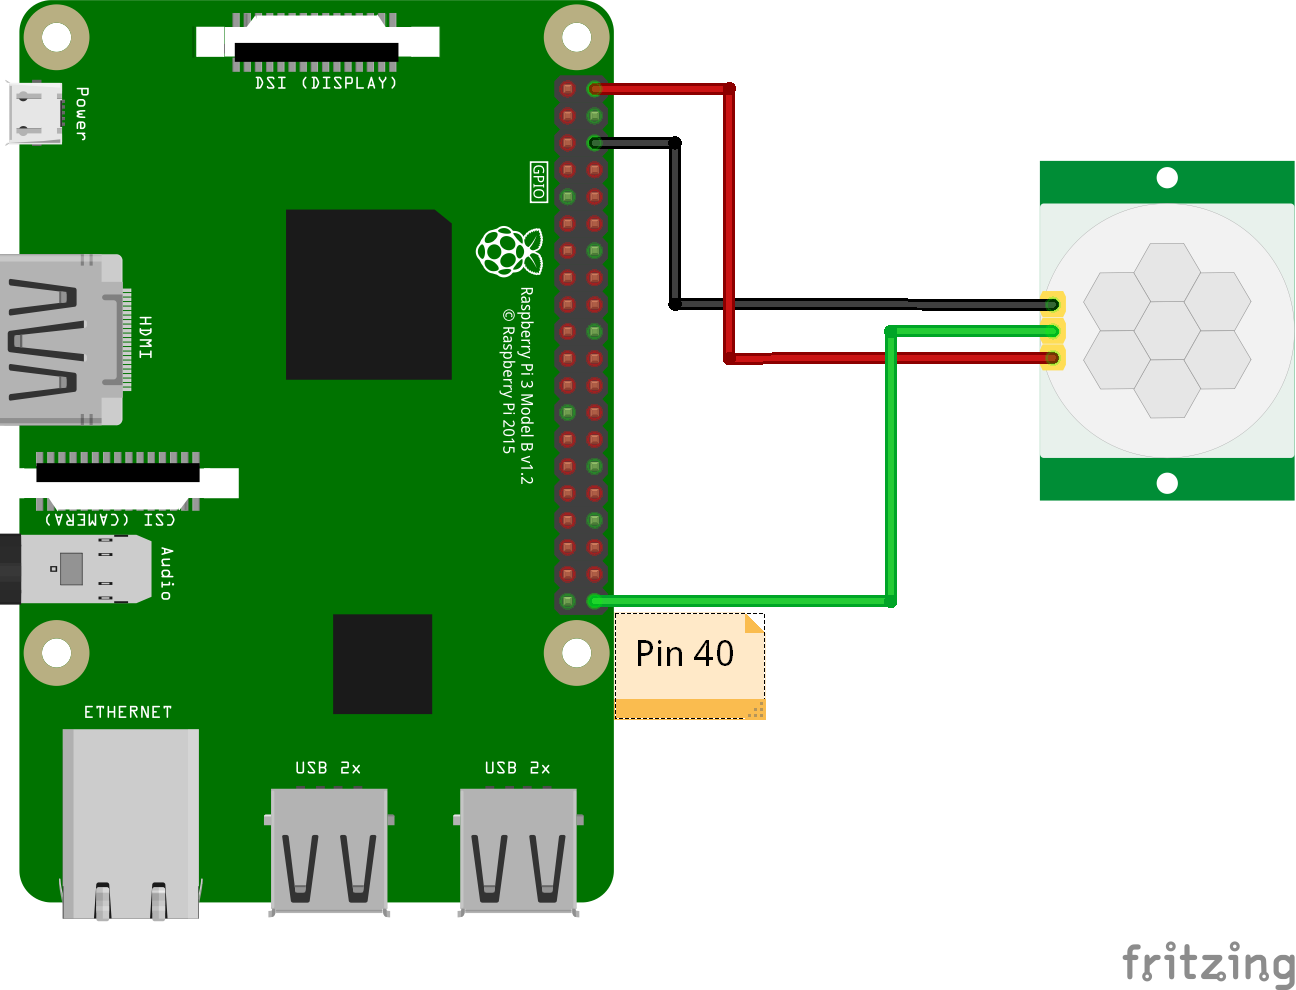 DSI (DISPLAY)
Power
GPIO
HDMI
Raspberry Pi 3 Model B v1.2
© Raspberry Pi 2015
CSI (CAMERA)
Audio
Pin 40
ETHERNET
USB 2x
USB 2x
fritzing